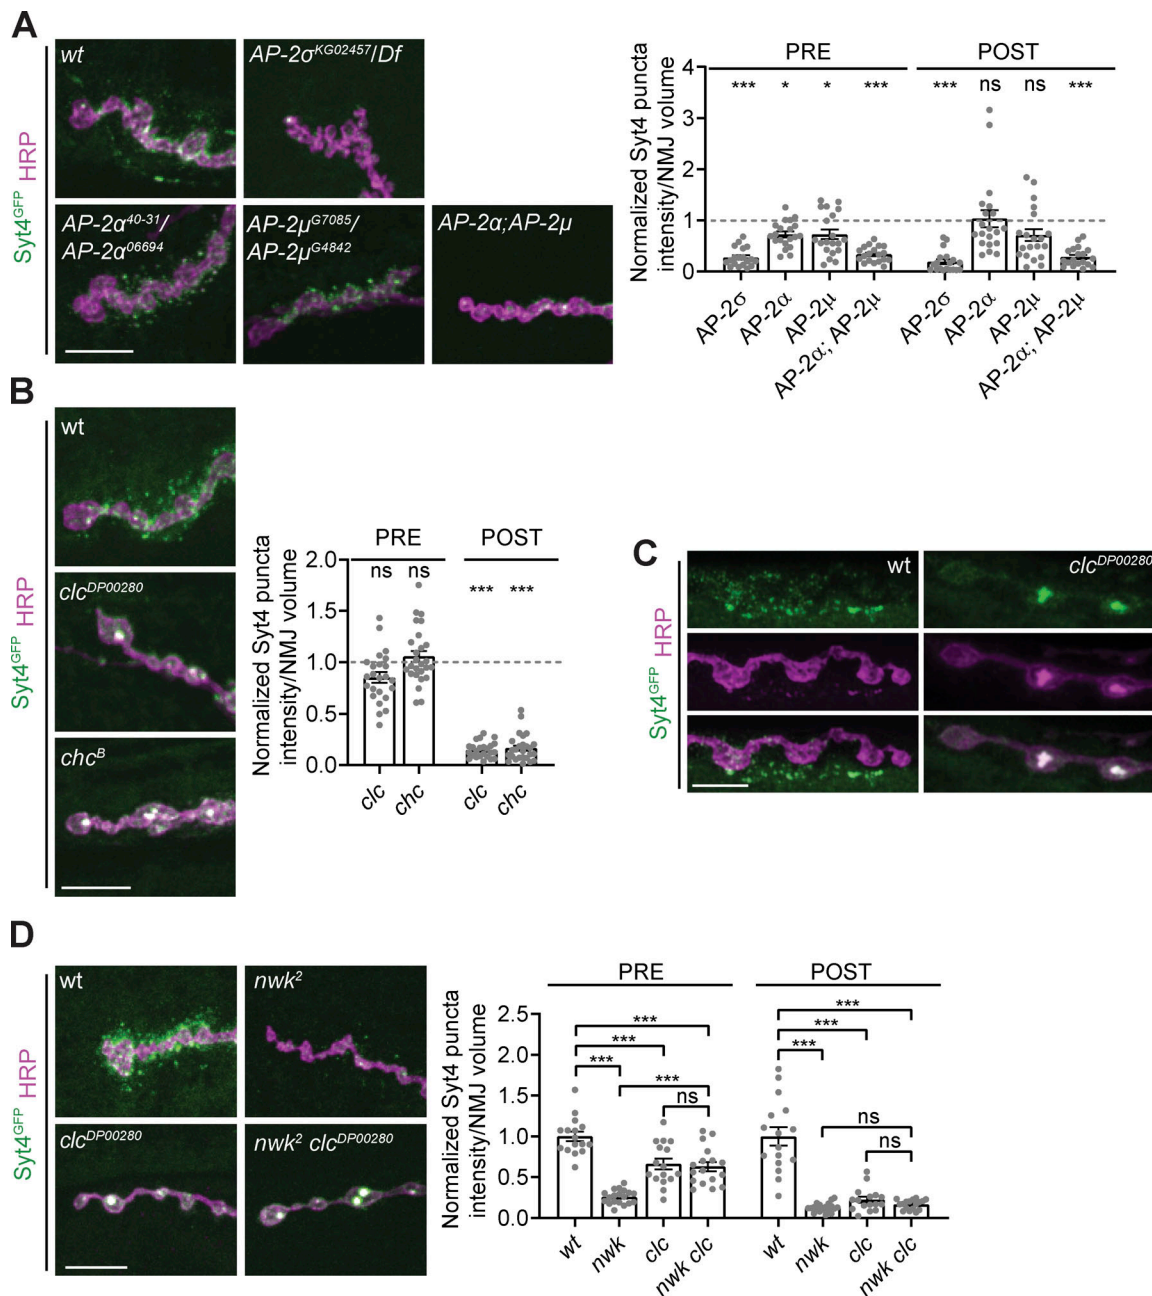 A
Syt4GFP HRP
wt
AP-2σKG02457/Df
AP-2α40-31/
AP-2α06694
AP-2μG7085/
AP-2μG4842
AP-2α;AP-2μ
Normalized Syt4 puncta
intensity/NMJ volume
PRE
POST
*** * * *** *** ns ns ***
4
3
2
1
0
AP-2σ
AP-2α
AP-2μ
AP-2α; AP-2μ
AP-2σ
AP-2α
AP-2μ
AP-2α; AP-2μ
B
Syt4GFP HRP
wt
clcDP00280
chcB
Normalized Syt4 puncta
intensity/NMJ volume
PRE
POST
ns ns *** ***
2.0
1.5
1.0
0.5
0.0
clc
chc
clc
chc
C
Syt4GFP HRP
wt
clcDP00280
D
Syt4GFP HRP
wt
nwk2
clcDP00280
nwk2 clcDP00280
Normalized Syt4 puncta
intensity/NMJ volume
PRE
POST
***
***
***
***
ns
***
***
***
ns
ns
2.5
2.0
1.5
1.0
0.5
0.0
wt
nwk
clc
nwk clc
wt
nwk
clc
nwk clc